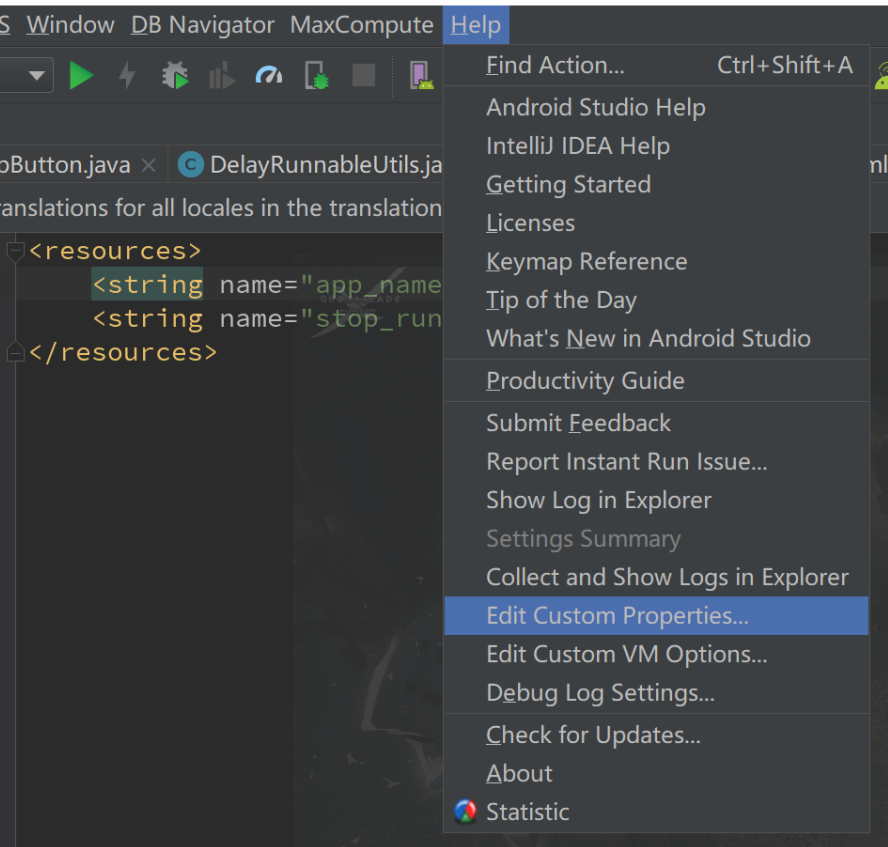 S Window DB Navigator MaxCompute Help
Find Action... Ctrl+Shift+A
Android Studio Help
IntelliJ IDEA Help
Getting Started
Licenses
Keymap Reference
Tip of the Day
What's New in Android Studio
Productivity Guide
Submit Feedback
Report Instant Run Issue...
Show Log in Explorer
Settings Summary
Collect and Show Logs in Explorer
Edit Custom Properties...
Edit Custom VM Options...
Debug Log Settings...
Check for Updates...
About
Statistic
pButton.java × C DelayRunnableUtils.ja ml
ranslations for all locales in the translation
<resources>
<string name="app_name
<string name="stop_run
</resources>